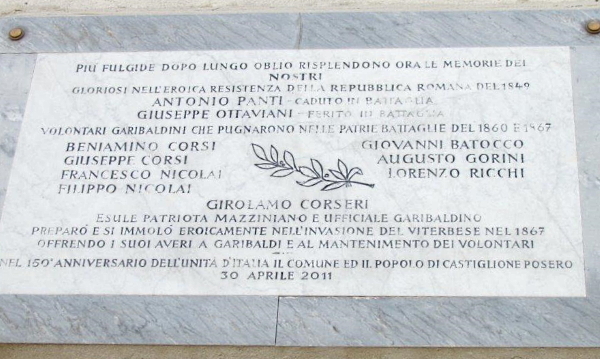 PIÙ FULGIDE DOPO LUNGO OBLIO RISPLENDONO ORA LE MEMORIE DEI
NOSTRI
GLORIOSI NELL'EROICA RESISTENZA DELLA REPUBBLICA ROMANA DEL 1849
ANTONIO PANTI - CADUTO IN BATTAGLIA
GIUSEPPE OTTAVIANI - FERITO IN BATTAGLIA
VOLONTARI GARIBALDINI CHE PUGNARONO NELLE PATRIE BATTAGLIE DEL 1860 E 1867
BENIAMINO CORSI
GIUSEPPE CORSI
FRANCESCO NICOLAI
FILIPPO NICOLAI
GIOVANNI BATOCCO
AUGUSTO GORINI
LORENZO RICCHI
GIROLAMO CORSERI
ESULE PATRIOTA MAZZINIANO E UFFICIALE GARIBALDINO
PREPARÒ E SI IMMOLÒ EROICAMENTE NELL'INVASIONE DEL VITERBESE NEL 1867
OFFRENDO I SUOI AVERI A GARIBALDI E AL MANTENIMENTO DEI VOLONTARI
NEL 150° ANNIVERSARIO DELL'UNITÀ D'ITALIA IL COMUNE ED IL POPOLO DI CASTIGLIONE POSERO
30 APRILE 2011